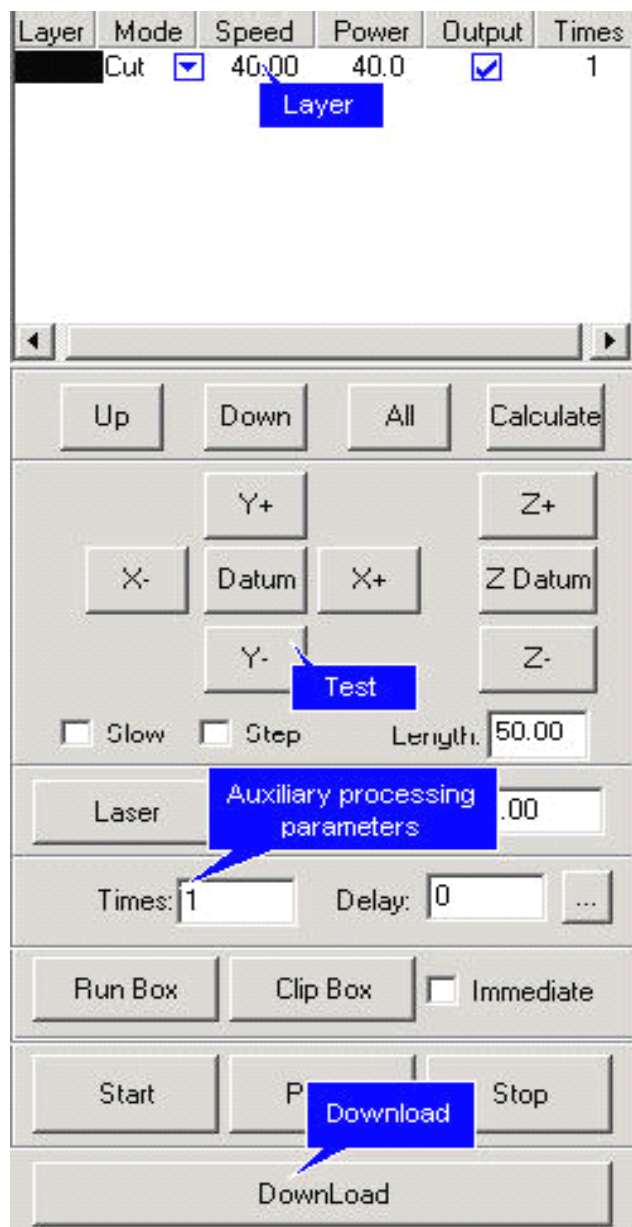 Layer Mode Speed Power Output Times
Cut 40.00 40.0 1
Layer
Up Down All Calculate
Y+ Z+
X- Datum X+ Z Datum
Y- Z-
Test
Slow Step Length: 50.00
Laser .00
Auxiliary processing
parameters
Times: 1 Delay: 0 ...
Run Box Clip Box Immediate
Start P Stop
Download
DownLoad